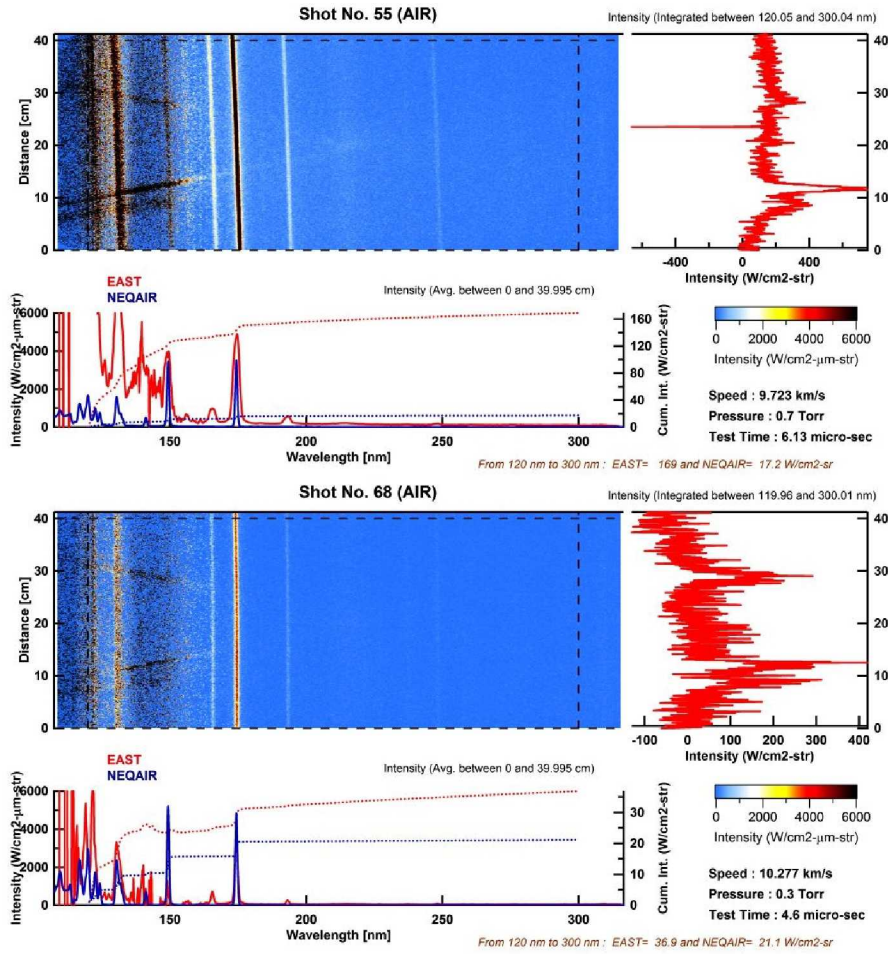 Shot No. 55 (AIR)
Intensity (Integrated between 120.05 and 300.04 nm)
Distance [cm]
40
30
20
10
0
40
30
20
10
0
-400
0
400
Intensity (W/cm2-str)
EAST
NEQAIR
Intensity (Avg. between 0 and 39.995 cm)
Intensity (W/cm2-μm-str)
6000
4000
2000
0
160
120
80
40
0
Cum. Int. (W/cm2-str)
150
200
250
300
Wavelength [nm]
0
2000
4000
6000
Intensity (W/cm2-μm-str)
Speed : 9.723 km/s
Pressure : 0.7 Torr
Test Time : 6.13 micro-sec
From 120 nm to 300 nm : EAST= 169 and NEQAIR= 17.2 W/cm2-sr
Shot No. 68 (AIR)
Intensity (Integrated between 119.96 and 300.01 nm)
Distance [cm]
40
30
20
10
0
40
30
20
10
0
-100
0
100
200
300
400
Intensity (W/cm2-str)
EAST
NEQAIR
Intensity (Avg. between 0 and 39.995 cm)
Intensity (W/cm2-μm-str)
6000
4000
2000
0
30
20
10
0
Cum. Int. (W/cm2-str)
150
200
250
300
Wavelength [nm]
0
2000
4000
6000
Intensity (W/cm2-μm-str)
Speed : 10.277 km/s
Pressure : 0.3 Torr
Test Time : 4.6 micro-sec
From 120 nm to 300 nm : EAST= 36.9 and NEQAIR= 21.1 W/cm2-sr